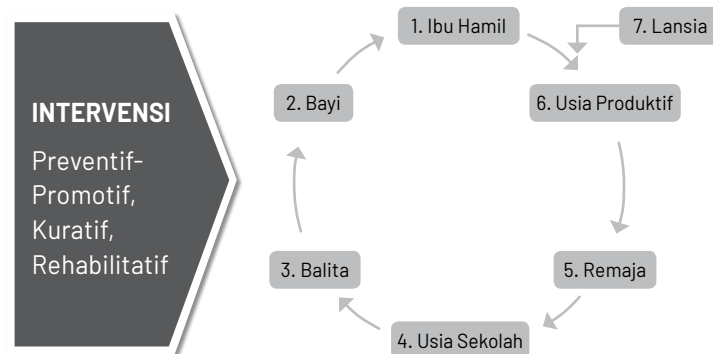 INTERVENSI
Preventif-
Promotif,
Kuratif,
Rehabilitatif
1. Ibu Hamil
7. Lansia
2. Bayi
6. Usia Produktif
3. Balita
5. Remaja
4. Usia Sekolah